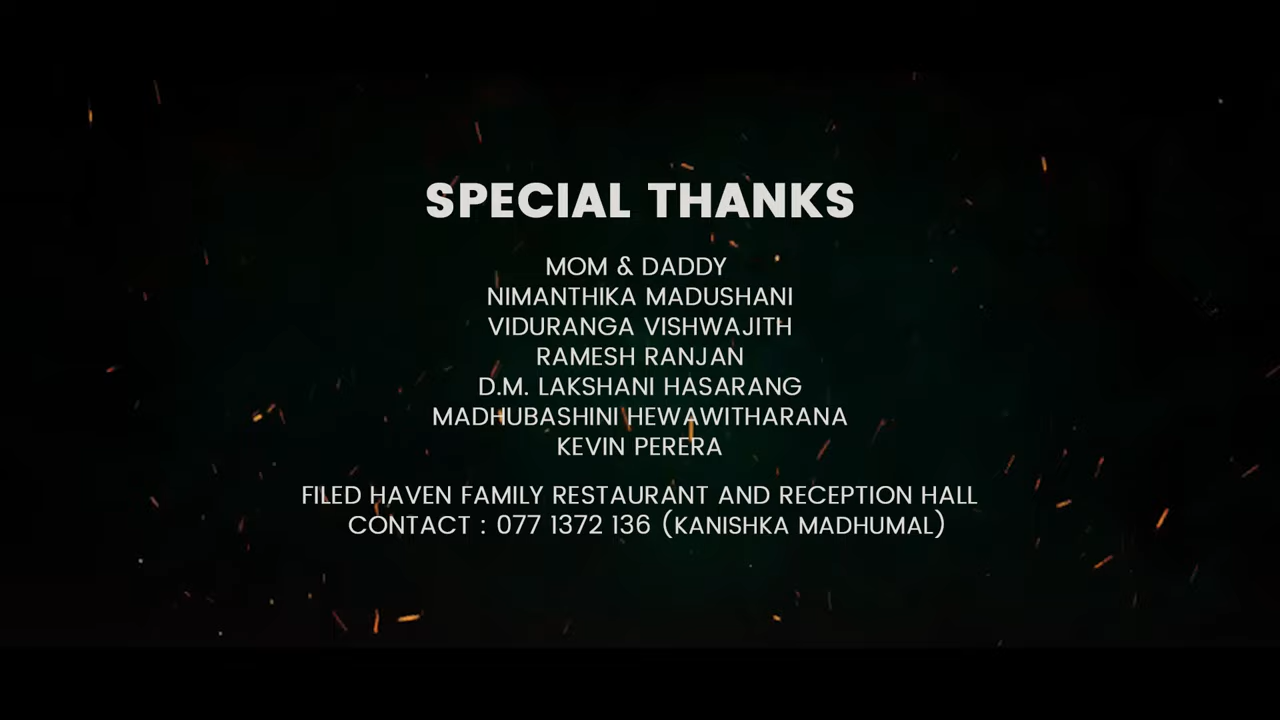 SPECIAL THANKS
MOM & DADDY
NIMANTHIKA MADUSHANI
VIDURANGA VISHWAJITH
RAMESH RANJAN
D.M. LAKSHANI HASARANG
MADHUBASHINI HEWAWITHARANA
KEVIN PERERA
FILED HAVEN FAMILY RESTAURANT AND RECEPTION HALL
CONTACT : 077 1372 136 (KANISHKA MADHUMAL)